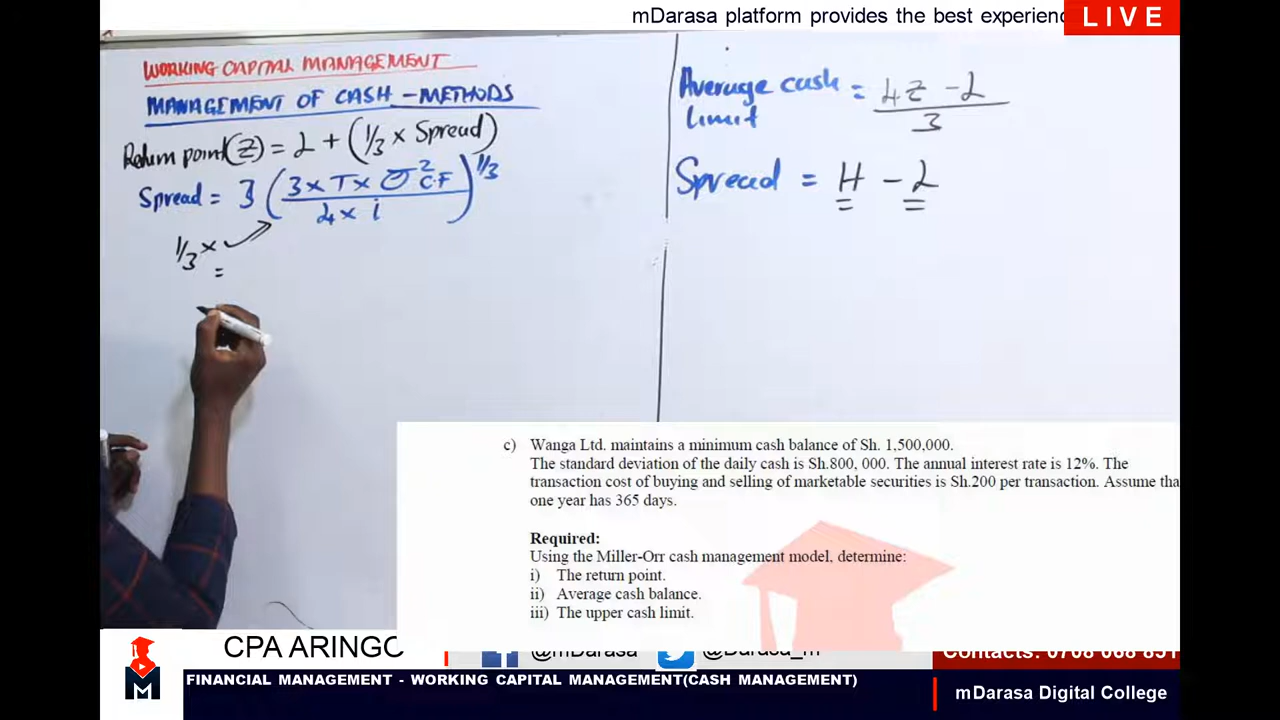 mDarasa platform provides the best experienc
LIVE
WORKING CAPITAL MANAGEMENT
MANAGEMENT OF CASH - METHODS
Return point(Z) = L + (1/3 x Spread)
Spread = 3 (3 x T x σ²C.F / 4 x i)^1/3
1/3 x
=
Average cash limit = 4Z - L / 3
Spread = H - L
c) Wanga Ltd. maintains a minimum cash balance of Sh. 1,500,000.
The standard deviation of the daily cash is Sh.800, 000. The annual interest rate is 12%. The
transaction cost of buying and selling of marketable securities is Sh.200 per transaction. Assume tha
one year has 365 days.
Required:
Using the Miller-Orr cash management model, determine:
i) The return point.
ii) Average cash balance.
iii) The upper cash limit.
CPA ARINGO
@mDarasa
@Darasa_m
Contacts: 0708 068 851
FINANCIAL MANAGEMENT - WORKING CAPITAL MANAGEMENT(CASH MANAGEMENT)
mDarasa Digital College